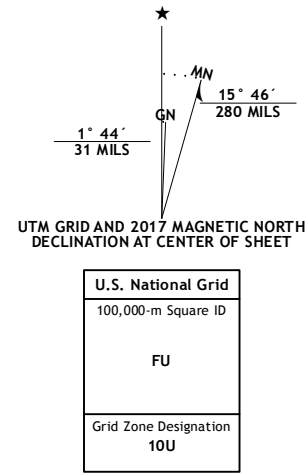 ★
MN
15° 46´
280 MILS
GN
1° 44´
31 MILS
UTM GRID AND 2017 MAGNETIC NORTH
DECLINATION AT CENTER OF SHEET
U.S. National Grid
100,000-m Square ID
FU
Grid Zone Designation
10U